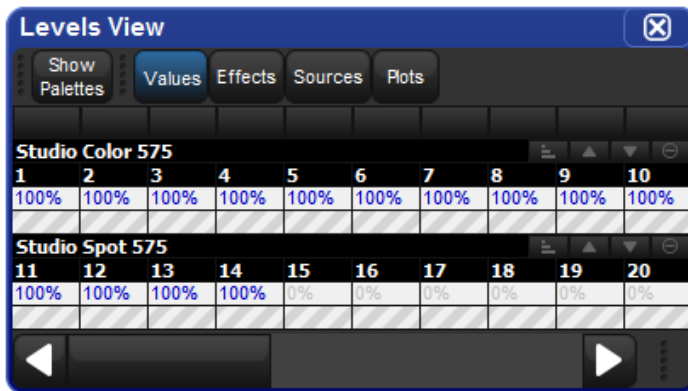 Levels View
Show Palettes Values Effects Sources Plots
Studio Color 575
1 2 3 4 5 6 7 8 9 10
100% 100% 100% 100% 100% 100% 100% 100% 100% 100%
Studio Spot 575
11 12 13 14 15 16 17 18 19 20
100% 100% 100% 100% 0% 0% 0% 0% 0% 0%